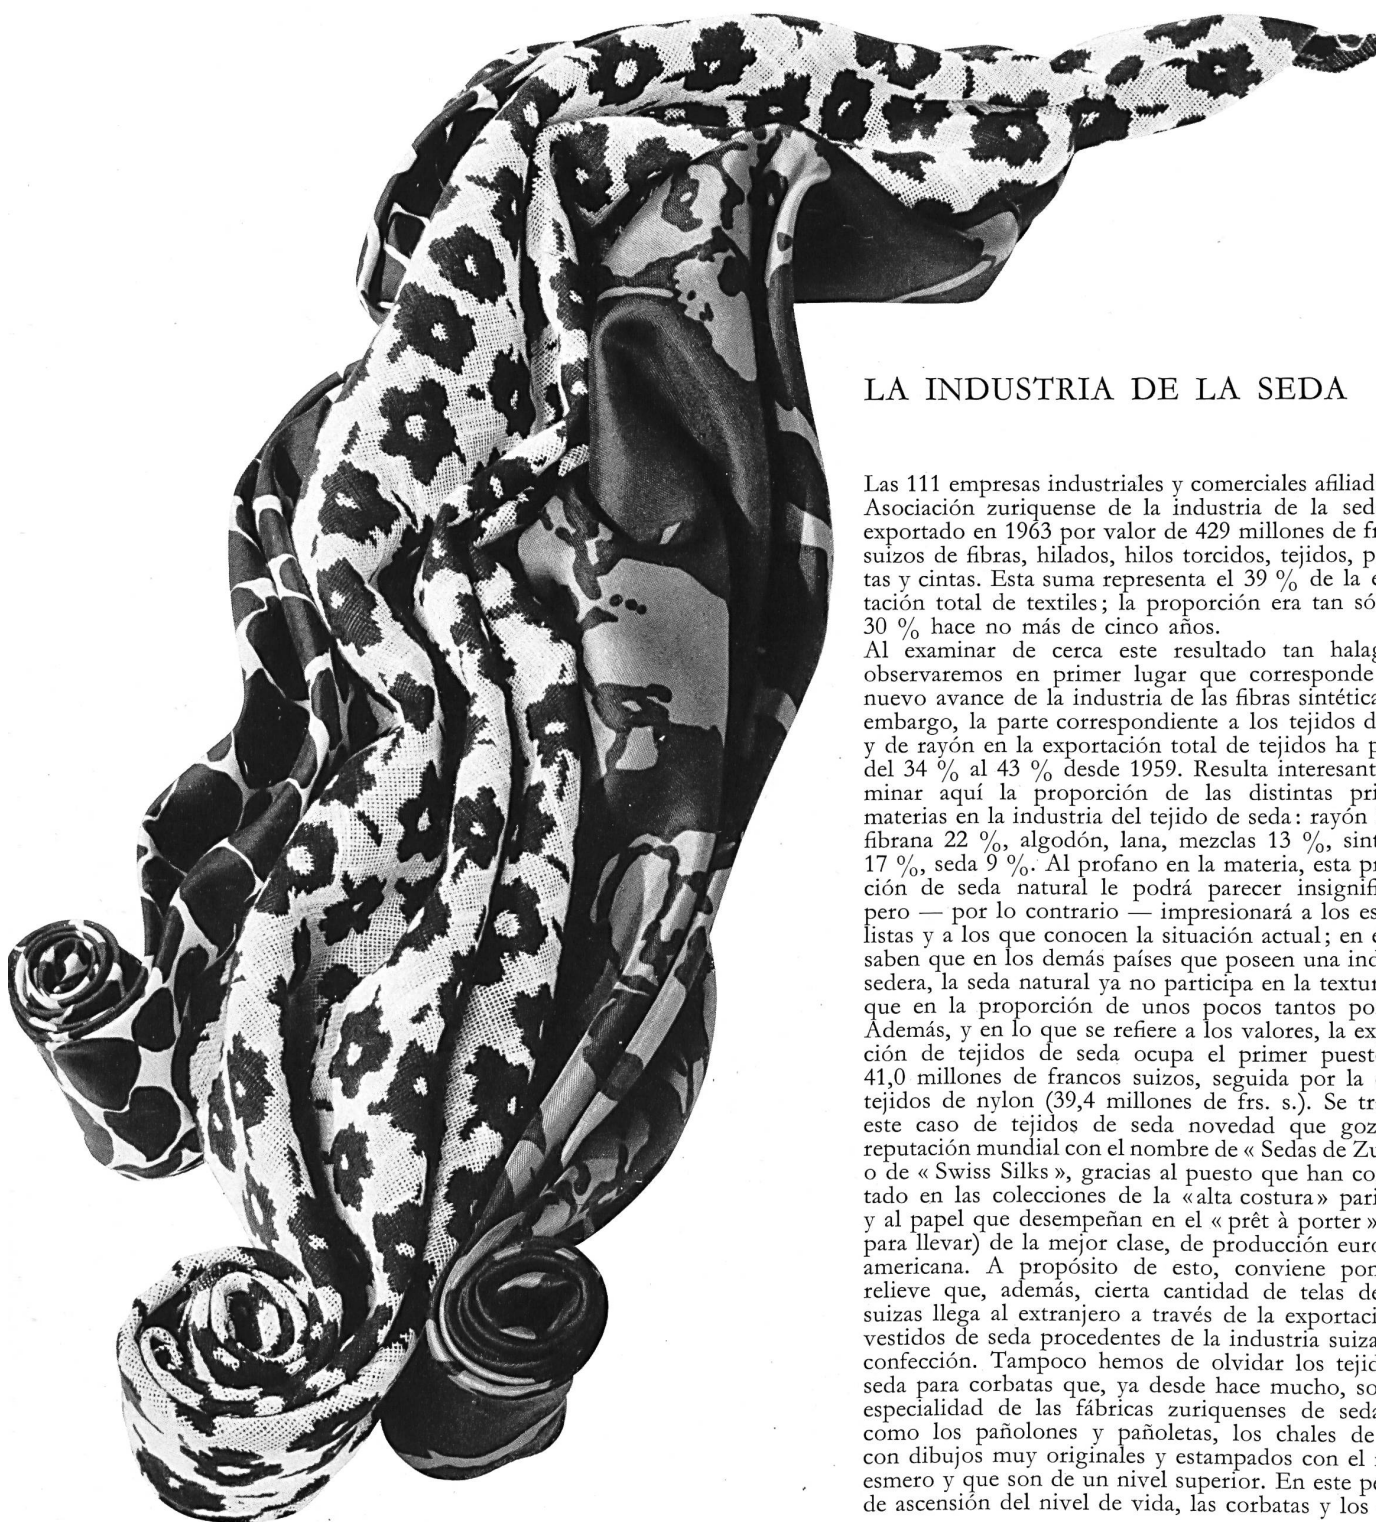 LA INDUSTRIA DE LA SEDA
Las 111 empresas industriales y comerciales afiliad
Asociación zuriquense de la industria de la sed
exportado en 1963 por valor de 429 millones de fr
suizos de fibras, hilados, hilos torcidos, tejidos, p
tas y cintas. Esta suma representa el 39 % de la e
tación total de textiles; la proporción era tan só
30 % hace no más de cinco años.
Al examinar de cerca este resultado tan halag
observaremos en primer lugar que corresponde
nuevo avance de la industria de las fibras sintética
embargo, la parte correspondiente a los tejidos d
y de rayón en la exportación total de tejidos ha p
del 34 % al 43 % desde 1959. Resulta interesant
minar aquí la proporción de las distintas pri
materias en la industria del tejido de seda: rayón
fibrana 22 %, algodón, lana, mezclas 13 %, sint
17 %, seda 9 %. Al profano en la materia, esta pr
ción de seda natural le podrá parecer insignifi
pero — por lo contrario — impresionará a los es
listas y a los que conocen la situación actual; en e
saben que en los demás países que poseen una ind
sedera, la seda natural ya no participa en la textur
que en la proporción de unos pocos tantos po
Además, y en lo que se refiere a los valores, la ex
ción de tejidos de seda ocupa el primer puest
41,0 millones de francos suizos, seguida por la
tejidos de nylon (39,4 millones de frs. s.). Se tr
este caso de tejidos de seda novedad que goz
reputación mundial con el nombre de « Sedas de Zu
o de « Swiss Silks », gracias al puesto que han co
tado en las colecciones de la «alta costura» pari
y al papel que desempeñan en el « prêt à porter »
para llevar) de la mejor clase, de producción euro
americana. A propósito de esto, conviene pon
relieve que, además, cierta cantidad de telas de
suizas llega al extranjero a través de la exportaci
vestidos de seda procedentes de la industria suiza
confección. Tampoco hemos de olvidar los tejid
seda para corbatas que, ya desde hace mucho, so
especialidad de las fábricas zuriquenses de seda
como los pañolones y pañoletas, los chales de
con dibujos muy originales y estampados con el
esmero y que son de un nivel superior. En este pe
de ascensión del nivel de vida, las corbatas y los